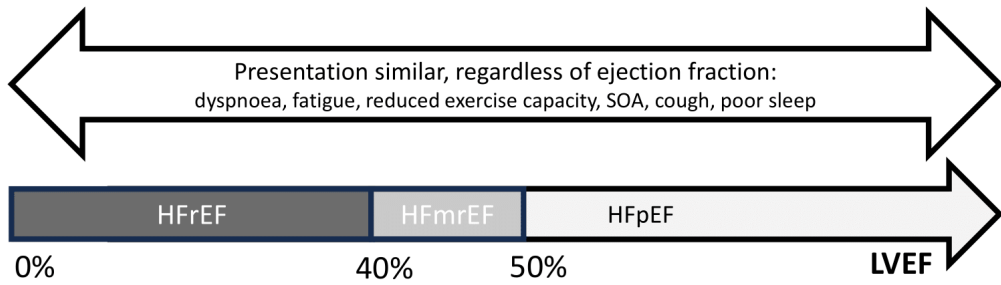 Presentation similar, regardless of ejection fraction:
dyspnoea, fatigue, reduced exercise capacity, SOA, cough, poor sleep
HFrEF HFmrEF HFpEF
0% 40% 50% LVEF